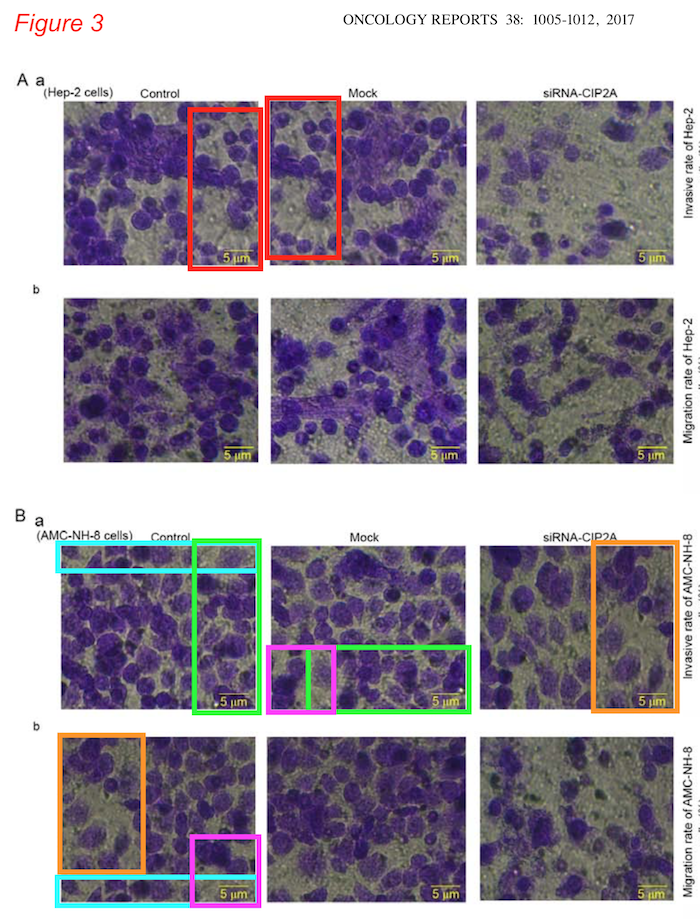 Figure 3
ONCOLOGY REPORTS 38: 1005-1012, 2017
A a
(Hep-2 cells) Control Mock siRNA-CIP2A
Invasive rate of Hep-2
5 µm 5 µm 5 µm
b
Migration rate of Hep-2
5 µm 5 µm 5 µm
B a
(AMC-NH-8 cells) Control Mock siRNA-CIP2A
Invasive rate of AMC-NH-8
5 µm 5 µm 5 µm
b
Migration rate of AMC-NH-8
5 µm 5 µm 5 µm